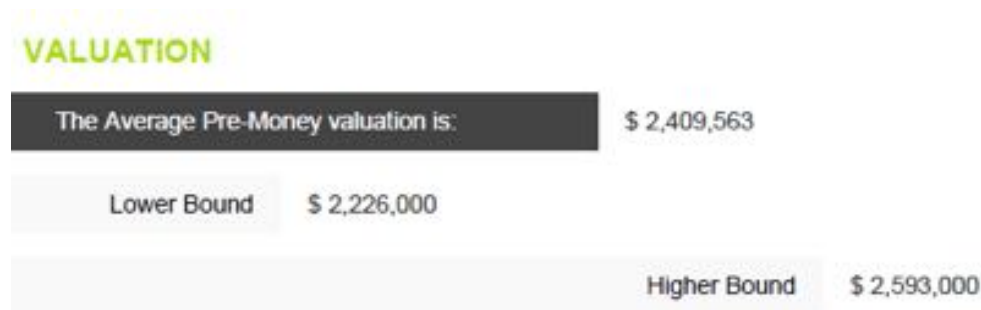 VALUATION
The Average Pre-Money valuation is: $ 2,409,563
Lower Bound $ 2,226,000
Higher Bound $ 2,593,000